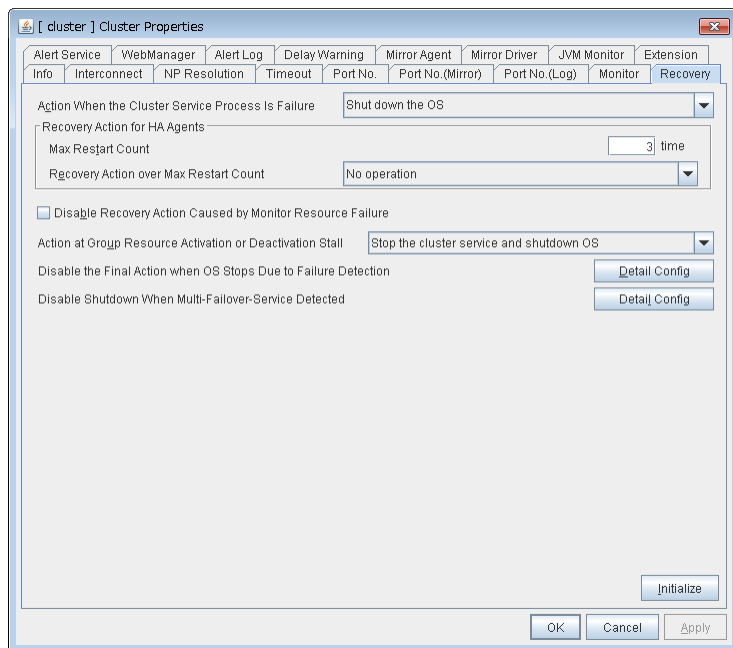 [ cluster ] Cluster Properties
Alert Service WebManager Alert Log Delay Warning Mirror Agent Mirror Driver JVM Monitor Extension
Info Interconnect NP Resolution Timeout Port No. Port No.(Mirror) Port No.(Log) Monitor Recovery
Action When the Cluster Service Process Is Failure Shut down the OS
Recovery Action for HA Agents
Max Restart Count 3 time
Recovery Action over Max Restart Count No operation
Disable Recovery Action Caused by Monitor Resource Failure
Action at Group Resource Activation or Deactivation Stall Stop the cluster service and shutdown OS
Disable the Final Action when OS Stops Due to Failure Detection Detail Config
Disable Shutdown When Multi-Failover-Service Detected Detail Config
Initialize
OK Cancel Apply